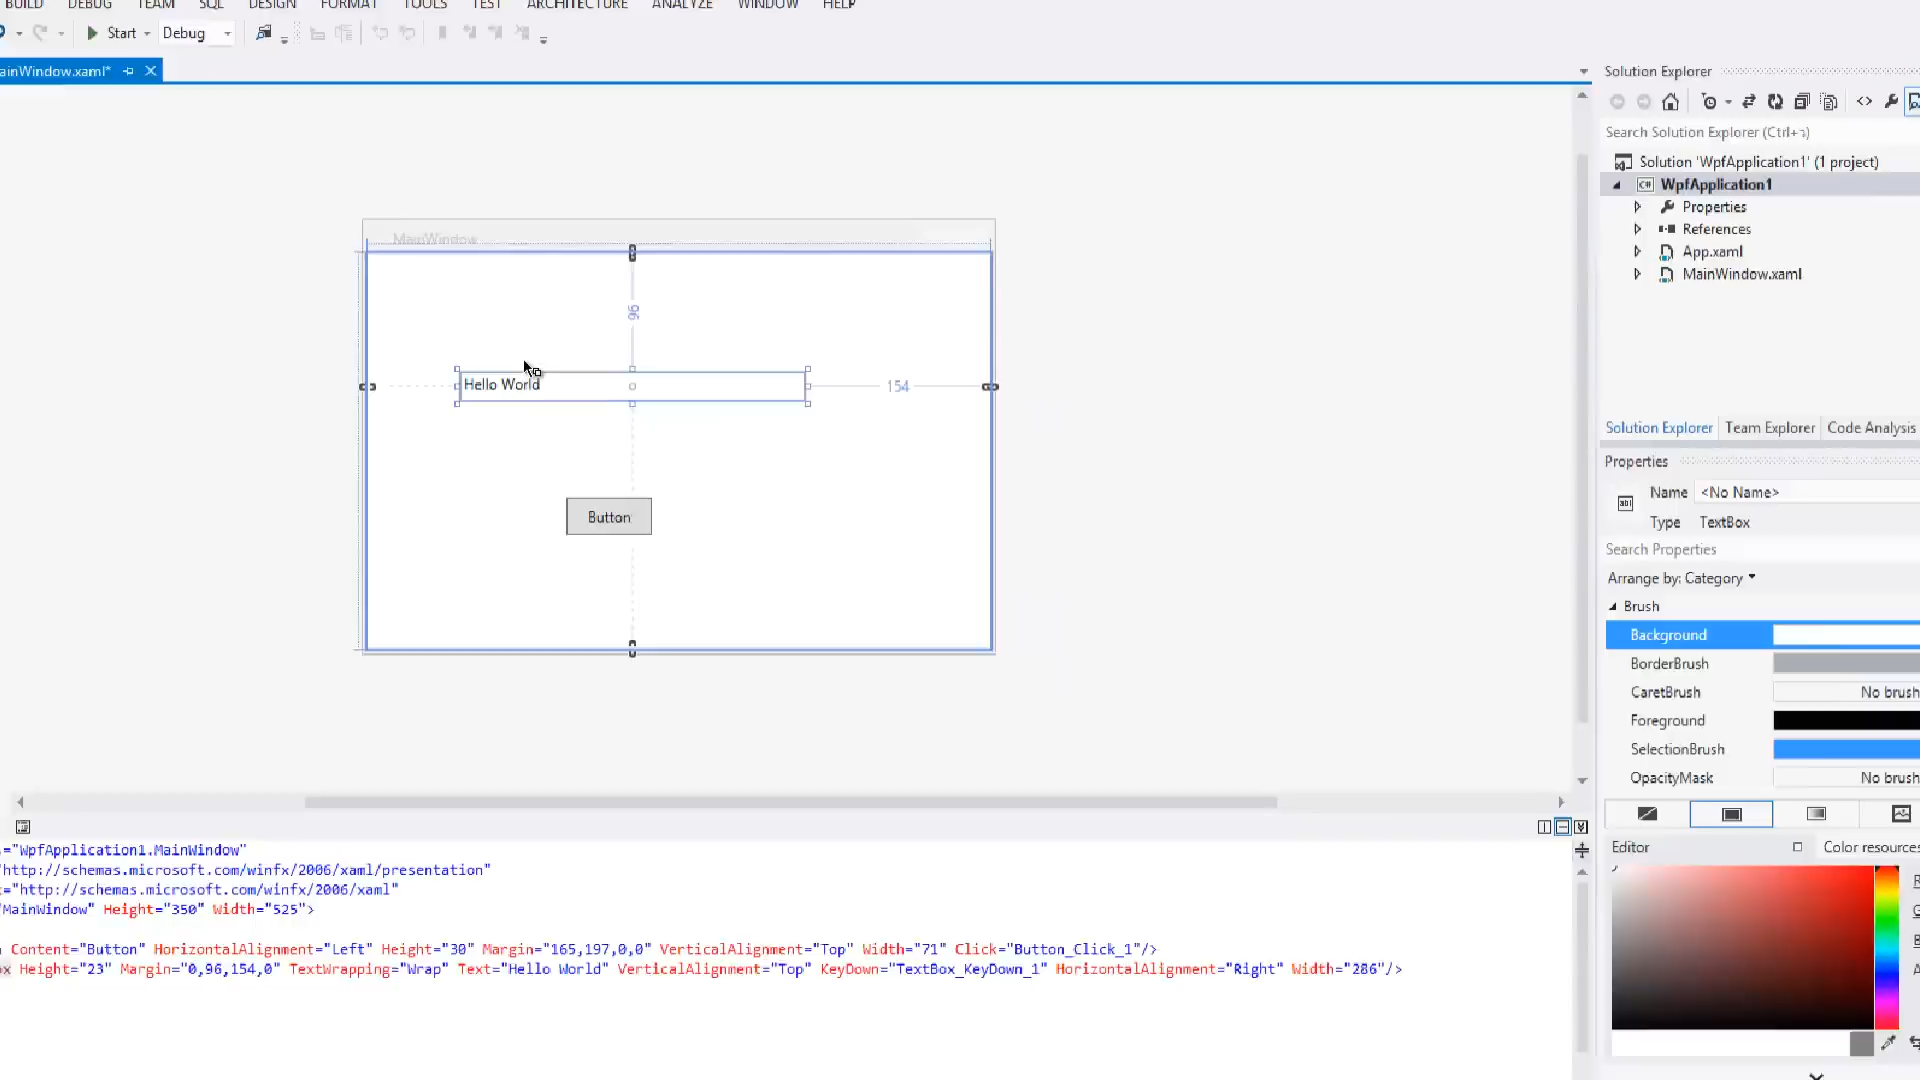 BUILD DEBUG TEAM SQL DESIGN FORMAT TOOLS TEST ARCHITECTURE ANALYZE WINDOW HELP
Start Debug
ainWindow.xaml*
Solution Explorer
Search Solution Explorer (Ctrl+ד)
Solution 'WpfApplication1' (1 project)
C# WpfApplication1
Properties
References
App.xaml
MainWindow.xaml
MainWindow
96
Hello World
154
Button
Solution Explorer Team Explorer Code Analysis
Properties
Name <No Name>
Type TextBox
Search Properties
Arrange by: Category
Brush
Background
BorderBrush
CaretBrush No brush
Foreground
SelectionBrush
OpacityMask No brush
Editor Color resources
="WpfApplication1.MainWindow"
"http://schemas.microsoft.com/winfx/2006/xaml/presentation"
="http://schemas.microsoft.com/winfx/2006/xaml"
"MainWindow" Height="350" Width="525">
Content="Button" HorizontalAlignment="Left" Height="30" Margin="165,197,0,0" VerticalAlignment="Top" Width="71" Click="Button_Click_1"/>
ox Height="23" Margin="0,96,154,0" TextWrapping="Wrap" Text="Hello World" VerticalAlignment="Top" KeyDown="TextBox_KeyDown_1" HorizontalAlignment="Right" Width="286"/>